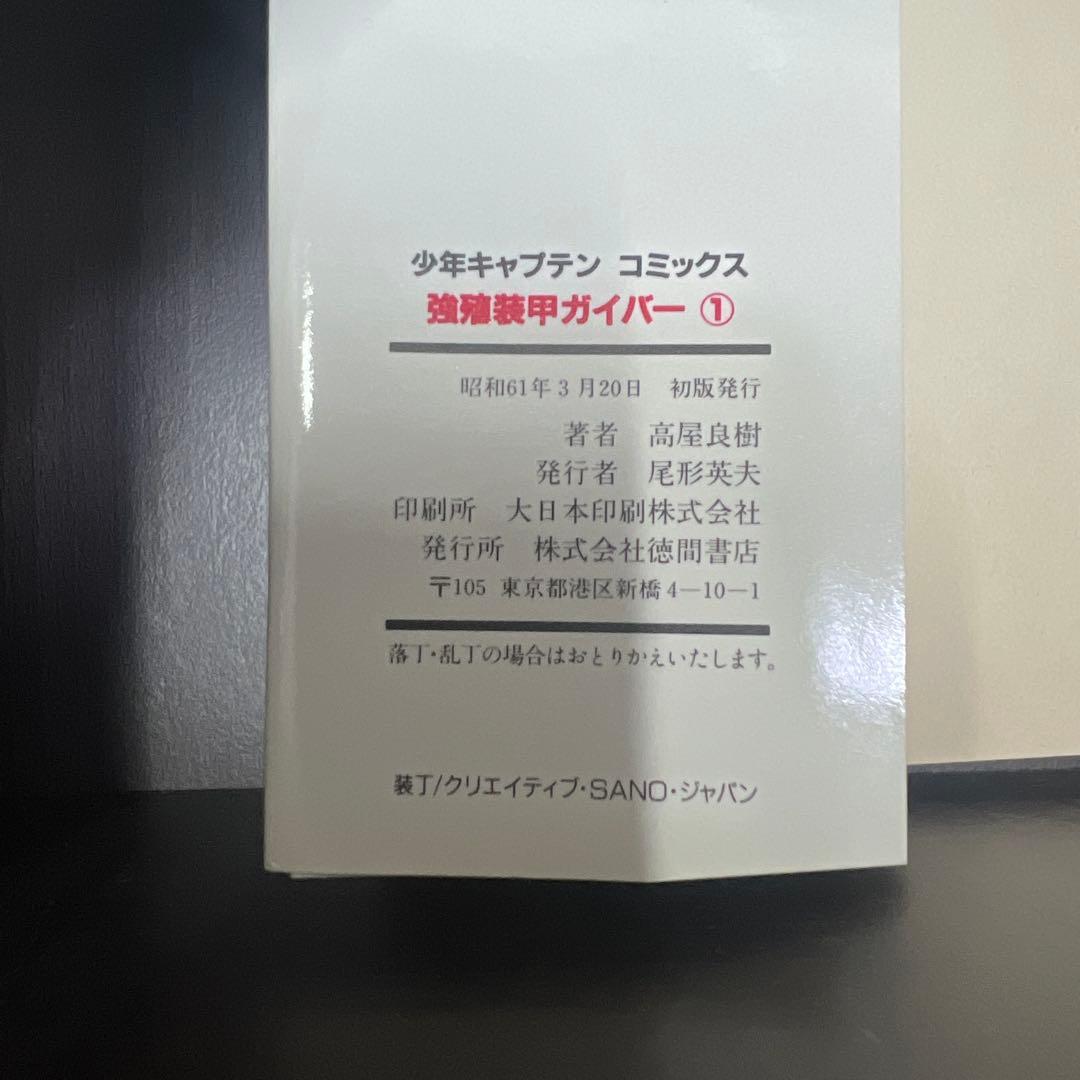 少年キャプテン コミックス
強殖装甲ガイバー ①
昭和61年3月20日 初版発行
著者 高屋良樹
発行者 尾形英夫
印刷所 大日本印刷株式会社
発行所 株式会社徳間書店
〒105 東京都港区新橋4―10―1
落丁・乱丁の場合はおとりかえいたします。
装丁/クリエイティブ・SANO・ジャパン